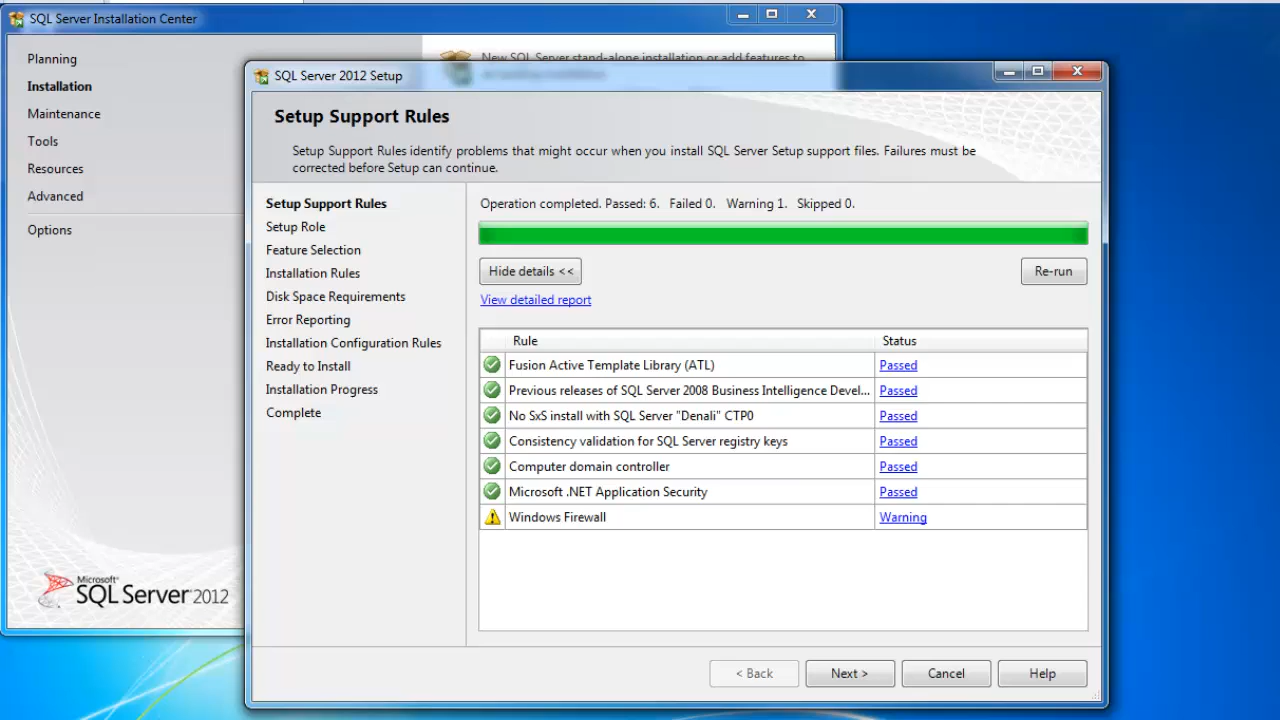 SQL Server Installation Center
Planning
Installation
Maintenance
Tools
Resources
Advanced
Options
Microsoft
SQL Server 2012
New SQL Server stand-alone installation or add features to
SQL Server 2012 Setup
Setup Support Rules
Setup Support Rules identify problems that might occur when you install SQL Server Setup support files. Failures must be
corrected before Setup can continue.
Setup Support Rules
Setup Role
Feature Selection
Installation Rules
Disk Space Requirements
Error Reporting
Installation Configuration Rules
Ready to Install
Installation Progress
Complete
Operation completed. Passed: 6. Failed 0. Warning 1. Skipped 0.
Hide details <<
Re-run
View detailed report
Rule Status
Fusion Active Template Library (ATL) Passed
Previous releases of SQL Server 2008 Business Intelligence Devel... Passed
No SxS install with SQL Server "Denali" CTP0 Passed
Consistency validation for SQL Server registry keys Passed
Computer domain controller Passed
Microsoft .NET Application Security Passed
Windows Firewall Warning
< Back Next > Cancel Help